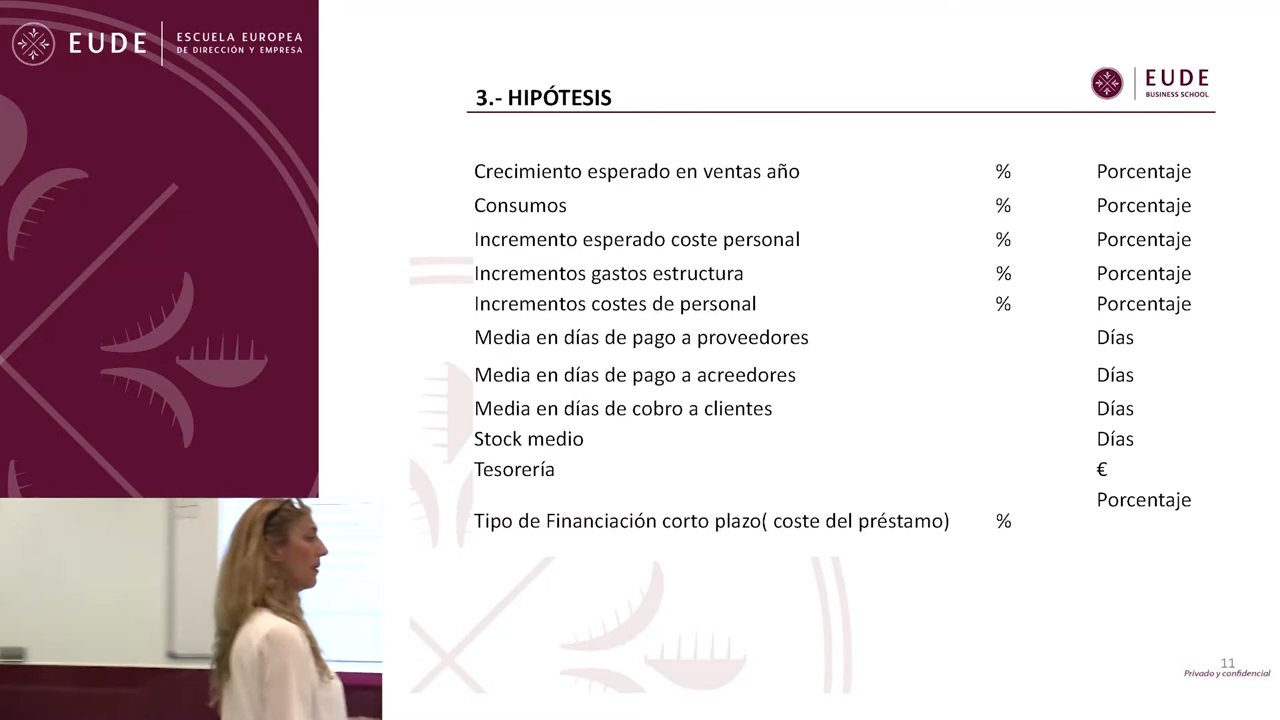 EUDE
ESCUELA EUROPEA
DE DIRECCIÓN Y EMPRESA
EUDE
BUSINESS SCHOOL
3.- HIPÓTESIS
Crecimiento esperado en ventas año % Porcentaje
Consumos % Porcentaje
Incremento esperado coste personal % Porcentaje
Incrementos gastos estructura % Porcentaje
Incrementos costes de personal % Porcentaje
Media en días de pago a proveedores Días
Media en días de pago a acreedores Días
Media en días de cobro a clientes Días
Stock medio Días
Tesorería €
Porcentaje
Tipo de Financiación corto plazo( coste del préstamo) %
11
Privado y confidencial